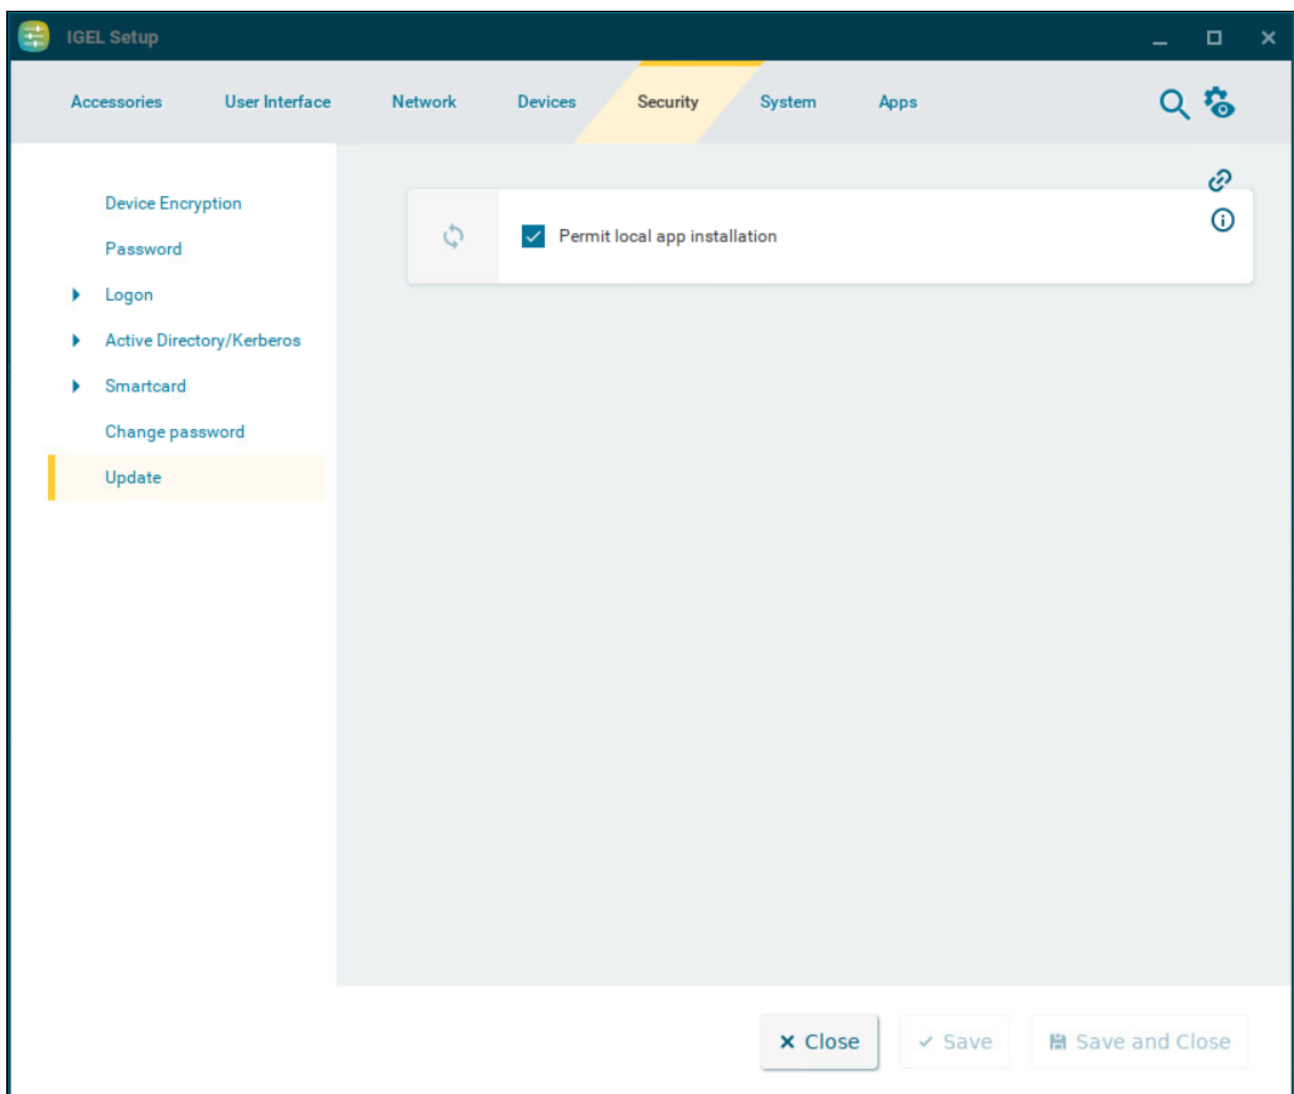 IGEL Setup
Accessories User Interface Network Devices Security System Apps
Device Encryption
Password
Logon
Active Directory/Kerberos
Smartcard
Change password
Update
Permit local app installation
Close Save Save and Close